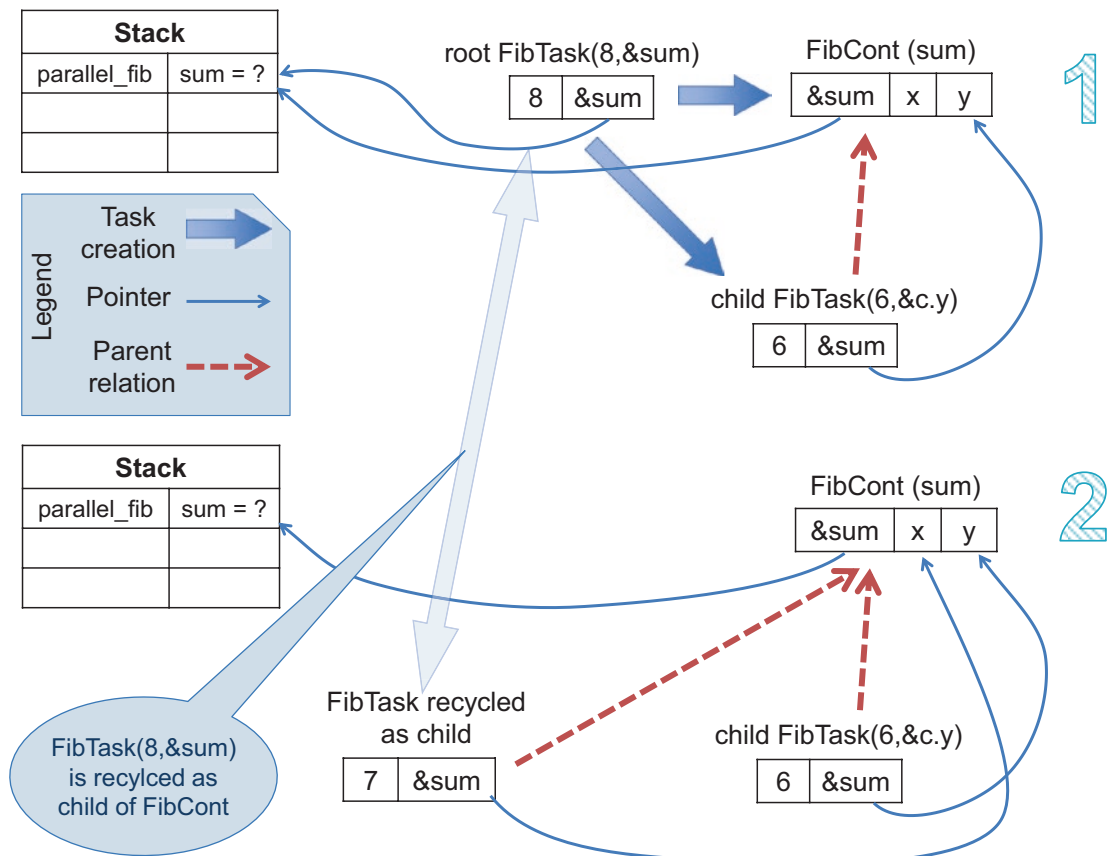 Stack
parallel_fib sum = ?
root FibTask(8,&sum)
8 &sum
FibCont (sum)
&sum x y
1
Legend
Task
creation
Pointer
Parent
relation
child FibTask(6,&c.y)
6 &sum
Stack
parallel_fib sum = ?
FibCont (sum)
&sum x y
2
FibTask(8,&sum)
is recylced as
child of FibCont
FibTask recycled
as child
7 &sum
child FibTask(6,&c.y)
6 &sum